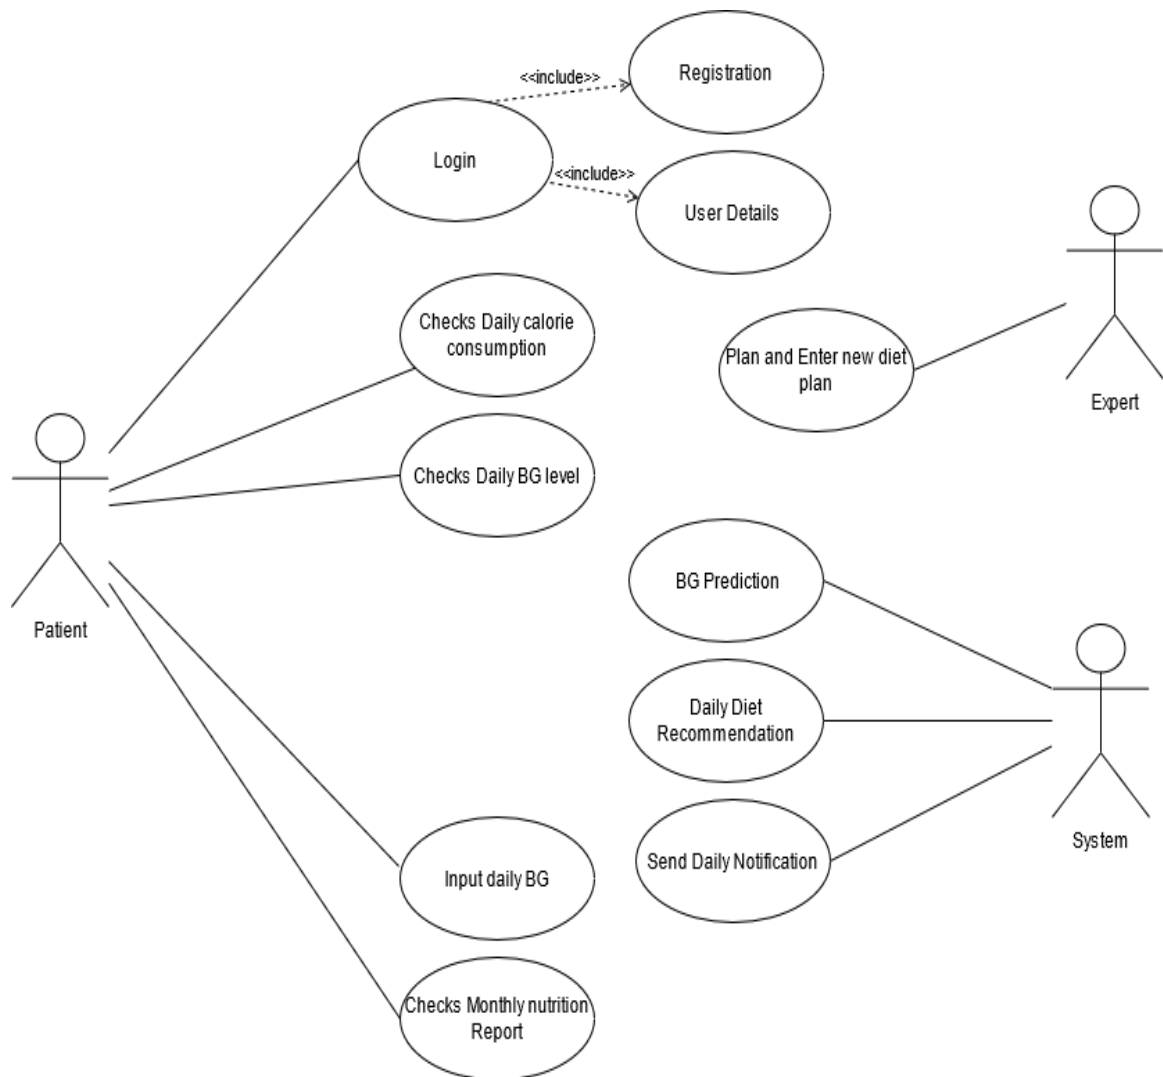 <<include>>
Registration
Login
<<include>>
User Details
Checks Daily calorie
consumption
Plan and Enter new diet
plan
Expert
Checks Daily BG level
BG Prediction
Patient
Daily Diet
Recommendation
System
Send Daily Notification
Input daily BG
Checks Monthly nutrition
Report